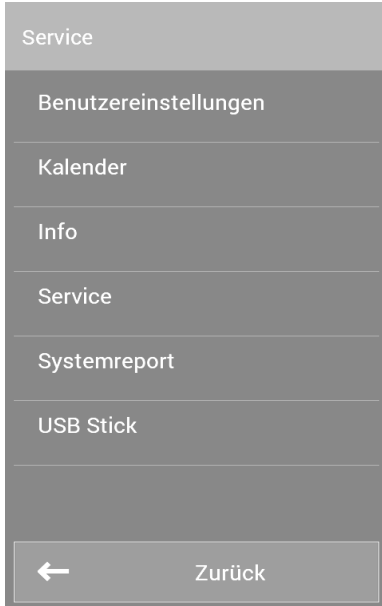 Service
Benutzereinstellungen
Kalender
Info
Service
Systemreport
USB Stick
Zurück